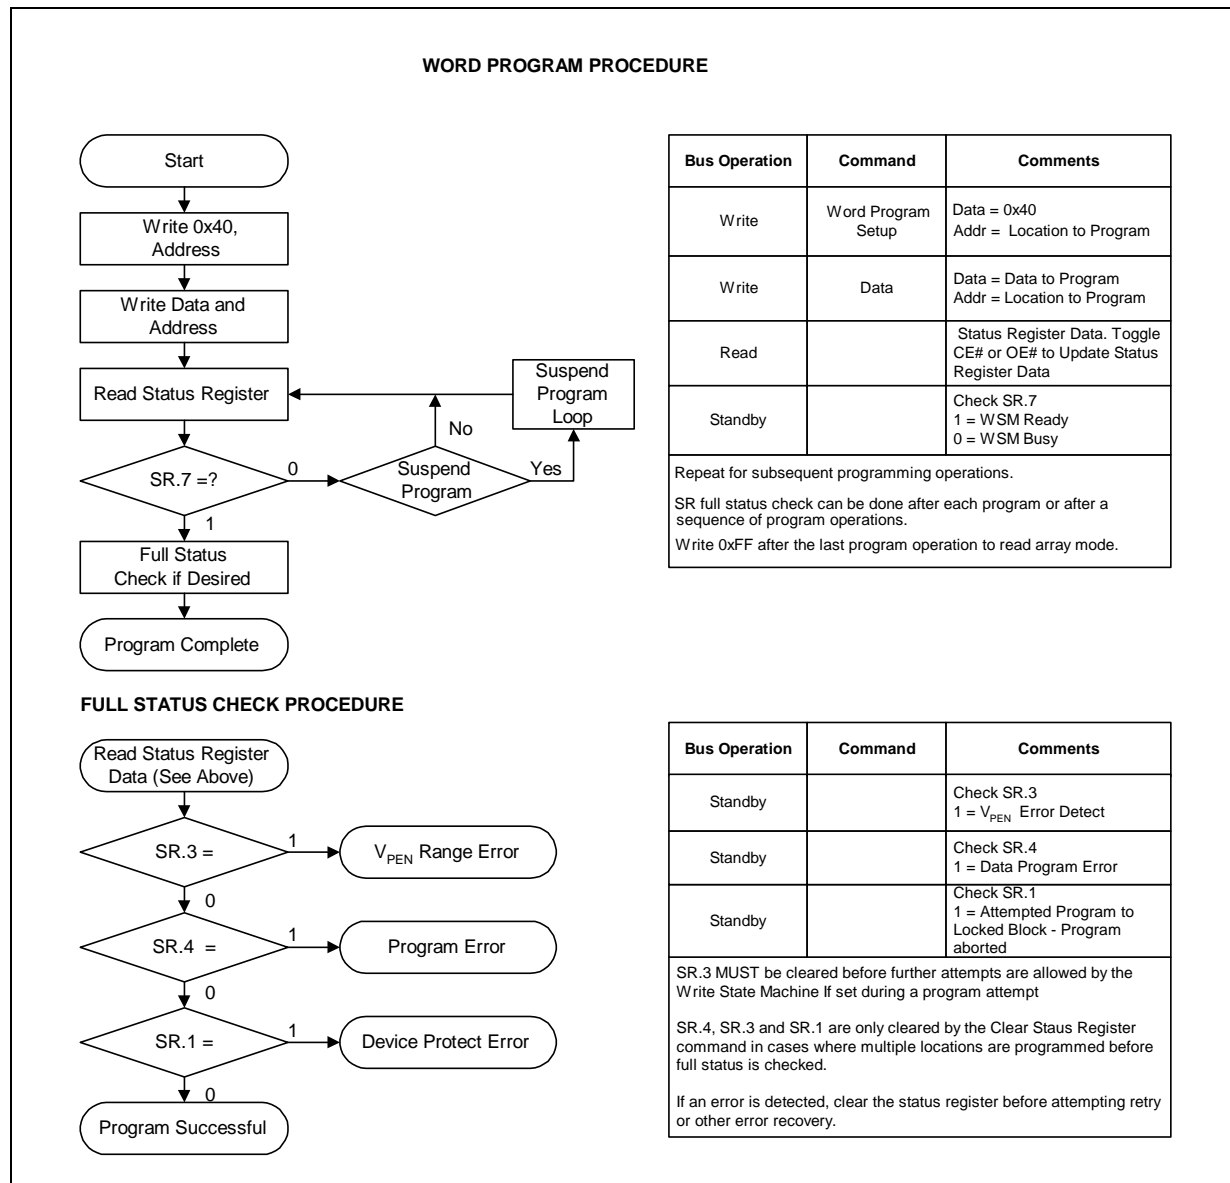 WORD PROGRAM PROCEDURE
Start
Write 0x40,
Address
Write Data and
Address
Read Status Register
SR.7 =?
0
1
Suspend
Program
No
Yes
Suspend
Program
Loop
Full Status
Check if Desired
Program Complete
Bus Operation Command Comments
Write
Word Program
Setup
Data = 0x40
Addr = Location to Program
Write
Data
Data = Data to Program
Addr = Location to Program
Read
Status Register Data. Toggle
CE# or OE# to Update Status
Register Data
Standby
Check SR.7
1 = WSM Ready
0 = WSM Busy
Repeat for subsequent programming operations.
SR full status check can be done after each program or after a
sequence of program operations.
Write 0xFF after the last program operation to read array mode.
FULL STATUS CHECK PROCEDURE
Read Status Register
Data (See Above)
SR.3 =
1
VPEN Range Error
0
SR.4 =
1
Program Error
0
SR.1 =
1
Device Protect Error
0
Program Successful
Bus Operation Command Comments
Standby
Check SR.3
1 = VPEN Error Detect
Standby
Check SR.4
1 = Data Program Error
Standby
Check SR.1
1 = Attempted Program to
Locked Block - Program
aborted
SR.3 MUST be cleared before further attempts are allowed by the
Write State Machine If set during a program attempt
SR.4, SR.3 and SR.1 are only cleared by the Clear Staus Register
command in cases where multiple locations are programmed before
full status is checked.
If an error is detected, clear the status register before attempting retry
or other error recovery.